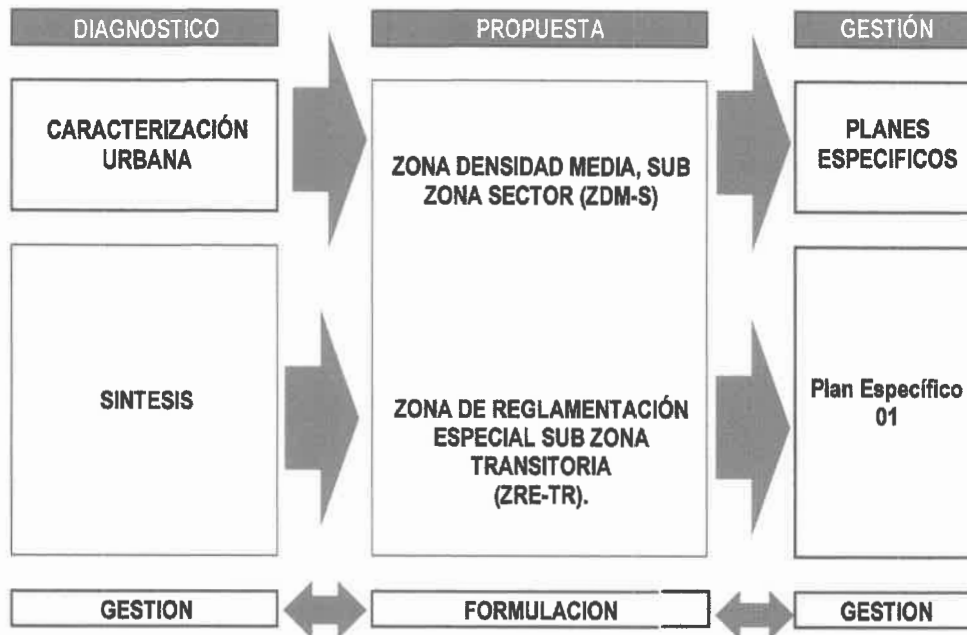 DIAGNOSTICO
PROPUESTA
GESTIÓN
CARACTERIZACIÓN
URBANA
ZONA DENSIDAD MEDIA, SUB
ZONA SECTOR (ZDM-S)
PLANES
ESPECIFICOS
SINTESIS
ZONA DE REGLAMENTACIÓN
ESPECIAL SUB ZONA
TRANSITORIA
(ZRE-TR).
Plan Específico
01
GESTION
FORMULACION
GESTION